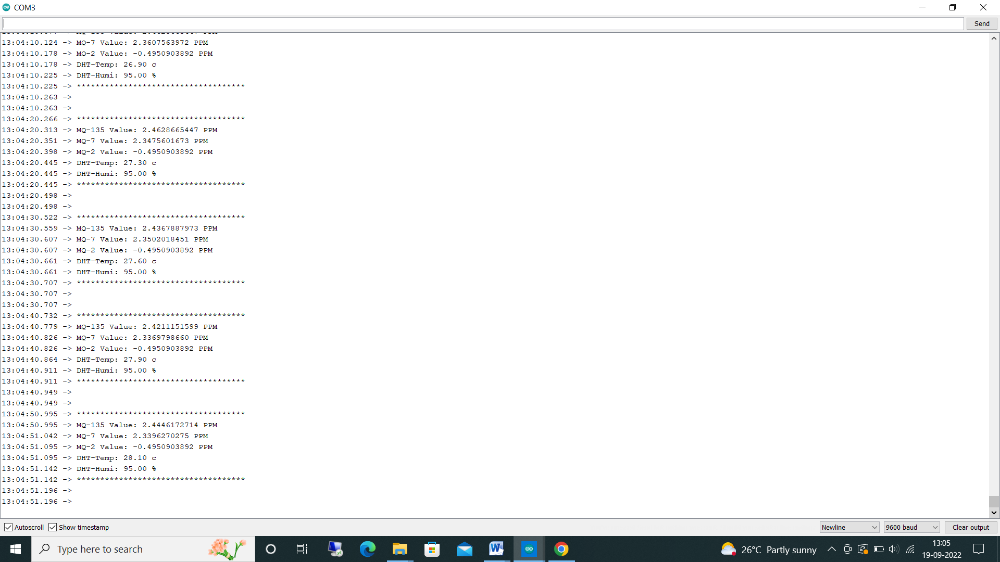 COM3
Send
13:04:10.124 -> MQ-7 Value: 2.3607563972 PPM
13:04:10.178 -> MQ-2 Value: -0.4950903892 PPM
13:04:10.178 -> DHT-Temp: 26.90 c
13:04:10.225 -> DHT-Humi: 95.00 %
13:04:10.225 -> ************************************
13:04:10.263 ->
13:04:10.263 ->
13:04:20.266 -> ************************************
13:04:20.313 -> MQ-135 Value: 2.4628665447 PPM
13:04:20.351 -> MQ-7 Value: 2.3475601673 PPM
13:04:20.398 -> MQ-2 Value: -0.4950903892 PPM
13:04:20.445 -> DHT-Temp: 27.30 c
13:04:20.445 -> DHT-Humi: 95.00 %
13:04:20.445 -> ************************************
13:04:20.498 ->
13:04:20.498 ->
13:04:30.522 -> ************************************
13:04:30.559 -> MQ-135 Value: 2.4367887973 PPM
13:04:30.607 -> MQ-7 Value: 2.3502018451 PPM
13:04:30.607 -> MQ-2 Value: -0.4950903892 PPM
13:04:30.661 -> DHT-Temp: 27.60 c
13:04:30.661 -> DHT-Humi: 95.00 %
13:04:30.707 -> ************************************
13:04:30.707 ->
13:04:30.707 ->
13:04:40.732 -> ************************************
13:04:40.779 -> MQ-135 Value: 2.4211151599 PPM
13:04:40.826 -> MQ-7 Value: 2.3369798660 PPM
13:04:40.826 -> MQ-2 Value: -0.4950903892 PPM
13:04:40.864 -> DHT-Temp: 27.90 c
13:04:40.911 -> DHT-Humi: 95.00 %
13:04:40.911 -> ************************************
13:04:40.949 ->
13:04:40.949 ->
13:04:50.995 -> ************************************
13:04:50.995 -> MQ-135 Value: 2.4446172714 PPM
13:04:51.042 -> MQ-7 Value: 2.3396270275 PPM
13:04:51.095 -> MQ-2 Value: -0.4950903892 PPM
13:04:51.095 -> DHT-Temp: 28.10 c
13:04:51.142 -> DHT-Humi: 95.00 %
13:04:51.142 -> ************************************
13:04:51.196 ->
13:04:51.196 ->
Autoscroll Show timestamp Newline 9600 baud Clear output
Type here to search 26°C Partly sunny 13:05
19-09-2022